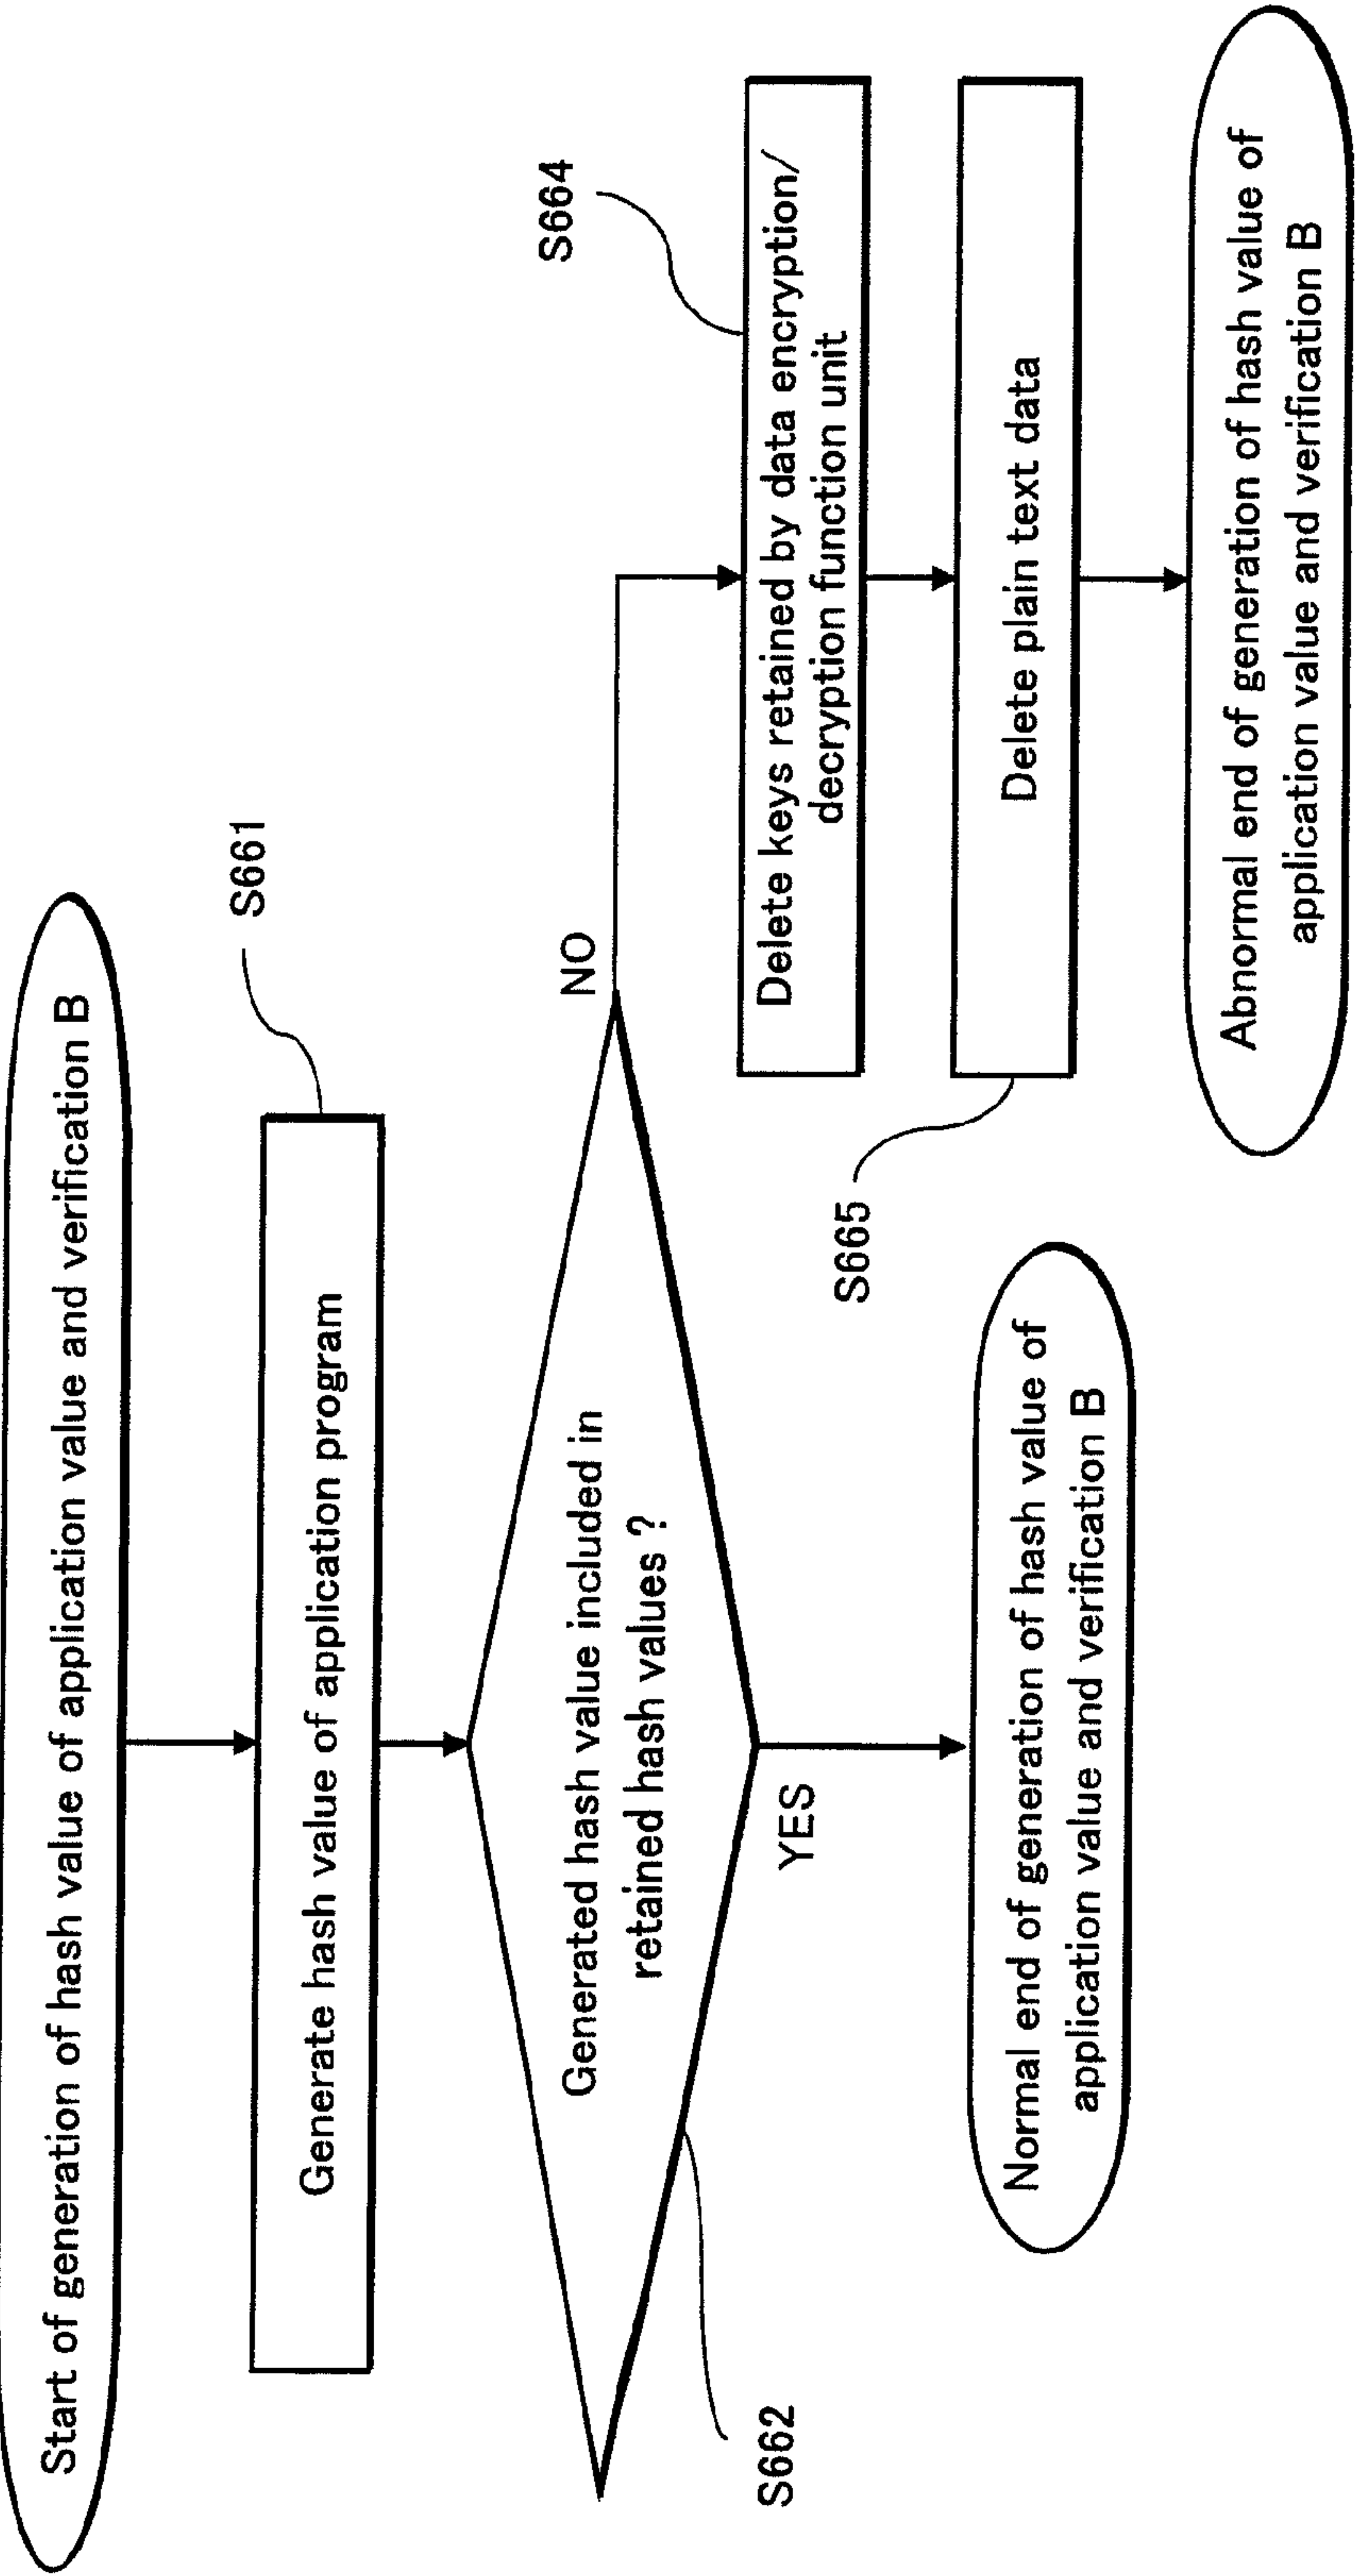 Start of generation of hash value of application value and verification B
S661
Generate hash value of application program
Generated hash value included in
retained hash values ?
NO
YES
S662
S664
Delete keys retained by data encryption/
decryption function unit
S665
Delete plain text data
Normal end of generation of hash value of
application value and verification B
Abnormal end of generation of hash value of
application value and verification B